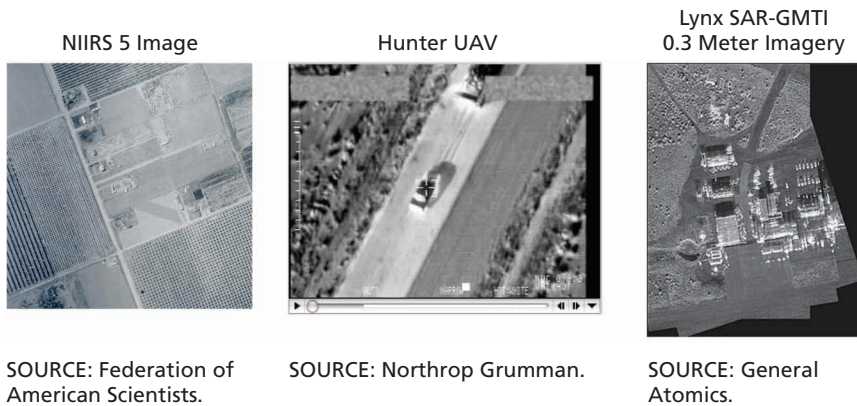 NIIRS 5 Image
Hunter UAV
Lynx SAR-GMTI
0.3 Meter Imagery
SOURCE: Federation of
American Scientists.
SOURCE: Northrop Grumman.
SOURCE: General
Atomics.